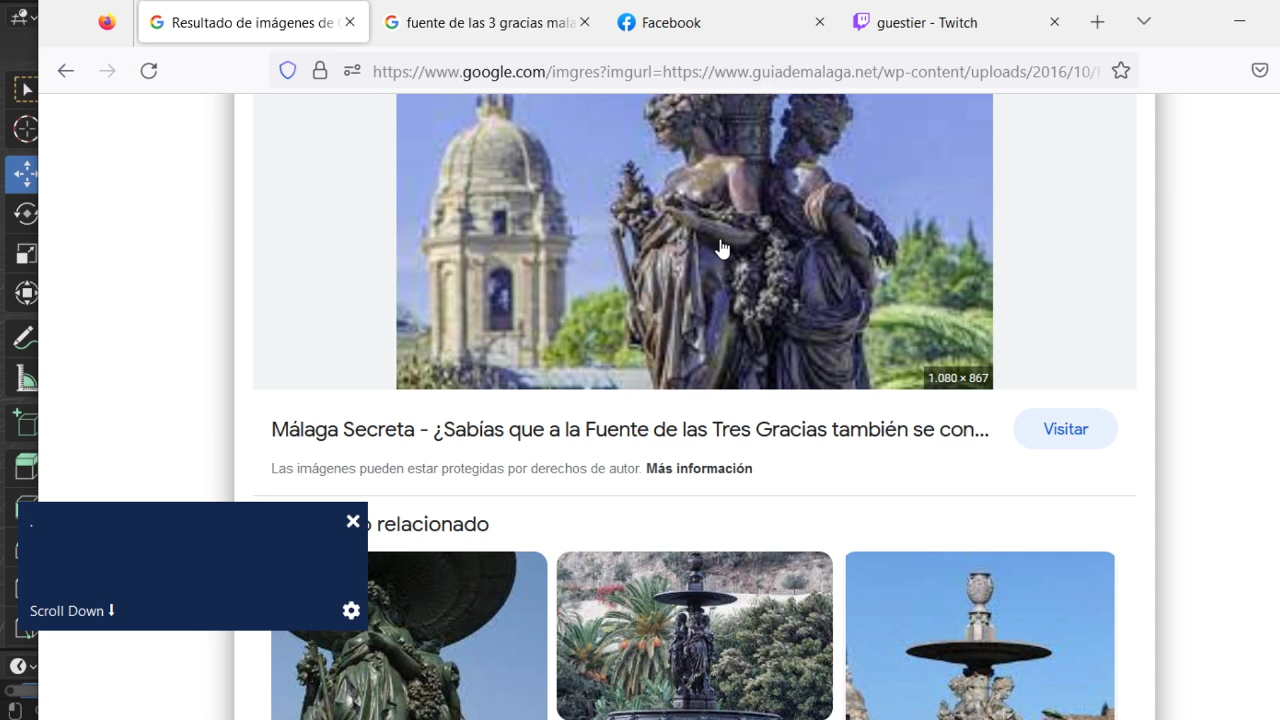 Resultado de imágenes de
fuente de las 3 gracias mala
Facebook
guestier - Twitch
https://www.google.com/imgres?imgurl=https://www.guiademalaga.net/wp-content/uploads/2016/10/
1.080 × 867
Málaga Secreta - ¿Sabías que a la Fuente de las Tres Gracias también se con...
Visitar
Las imágenes pueden estar protegidas por derechos de autor. Más información
relacionado
.
Scroll Down